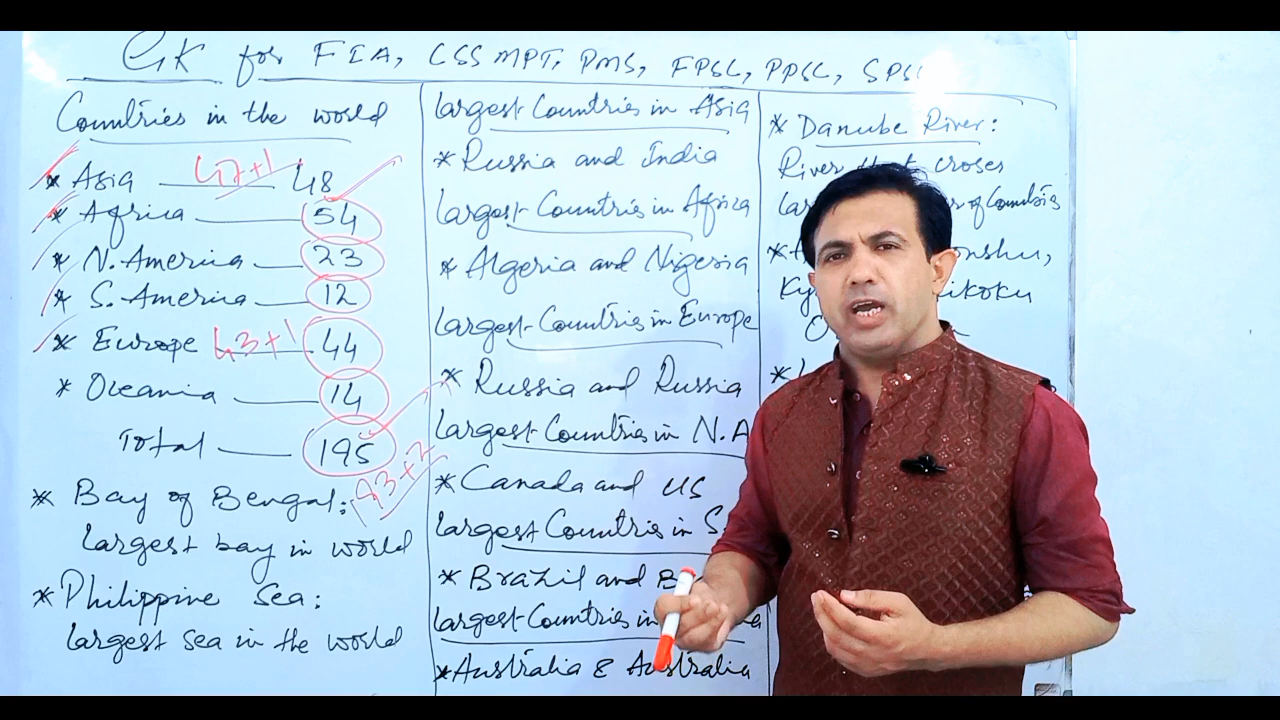 GK for FIA, CSS MPT, PMS, FPSC, PPSC, SPSC
Countries in the world
* Asia 47+1 48
* Africa 54
* N. America 23
* S. America 12
* Europe 43+1 44
* Oceania 14
Total 195
193+2
* Bay of Bengal:
largest bay in world
* Philippine Sea:
largest sea in the world
largest Countries in Asia
* Russia and India
largest Countries in Africa
* Algeria and Nigeria
largest Countries in Europe
* Russia and Russia
largest Countries in N.A
* Canada and US
largest Countries in S.
* Brazil and B
largest Countries in
* Australia & Australia
* Danube River:
River that croses
of Countries
*